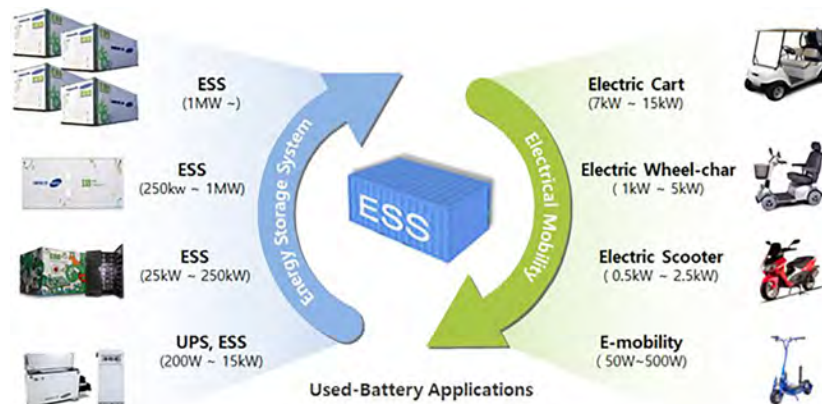 ESS
(1MW ~)
ESS
(250kw ~ 1MW)
ESS
(25kW ~ 250kW)
UPS, ESS
(200W ~ 15kW)
Energy Storage System
ESS
Electrical Mobility
Electric Cart
(7kW ~ 15kW)
Electric Wheel-char
( 1kW ~ 5kW)
Electric Scooter
( 0.5kW ~ 2.5kW)
E-mobility
( 50W~500W)
Used-Battery Applications